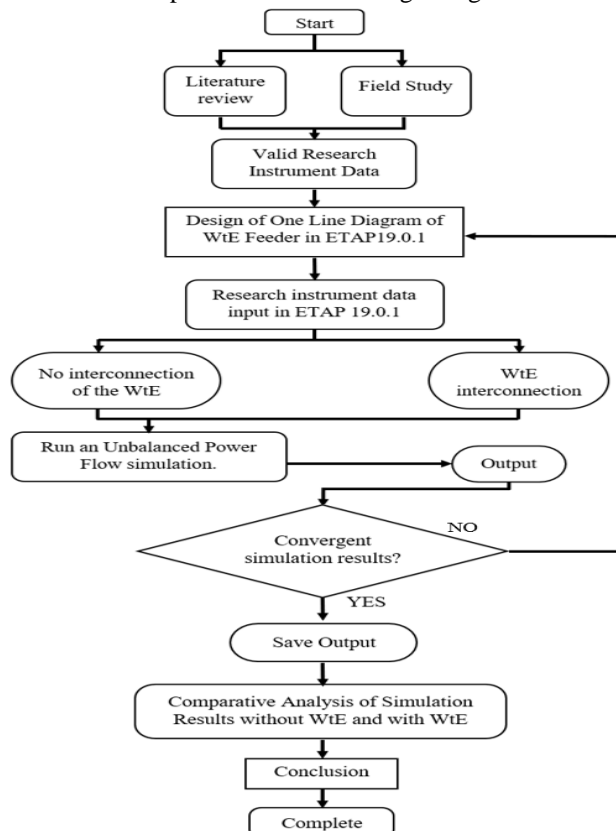 Start
Literature
review
Field Study
Valid Research
Instrument Data
Design of One Line Diagram of
WtE Feeder in ETAP19.0.1
Research instrument data
input in ETAP 19.0.1
No interconnection
of the WtE
WtE
interconnection
Run an Unbalanced Power
Flow simulation.
Output
NO
Convergent
simulation results?
YES
Save Output
Comparative Analysis of Simulation
Results without WtE and with WtE
Conclusion
Complete